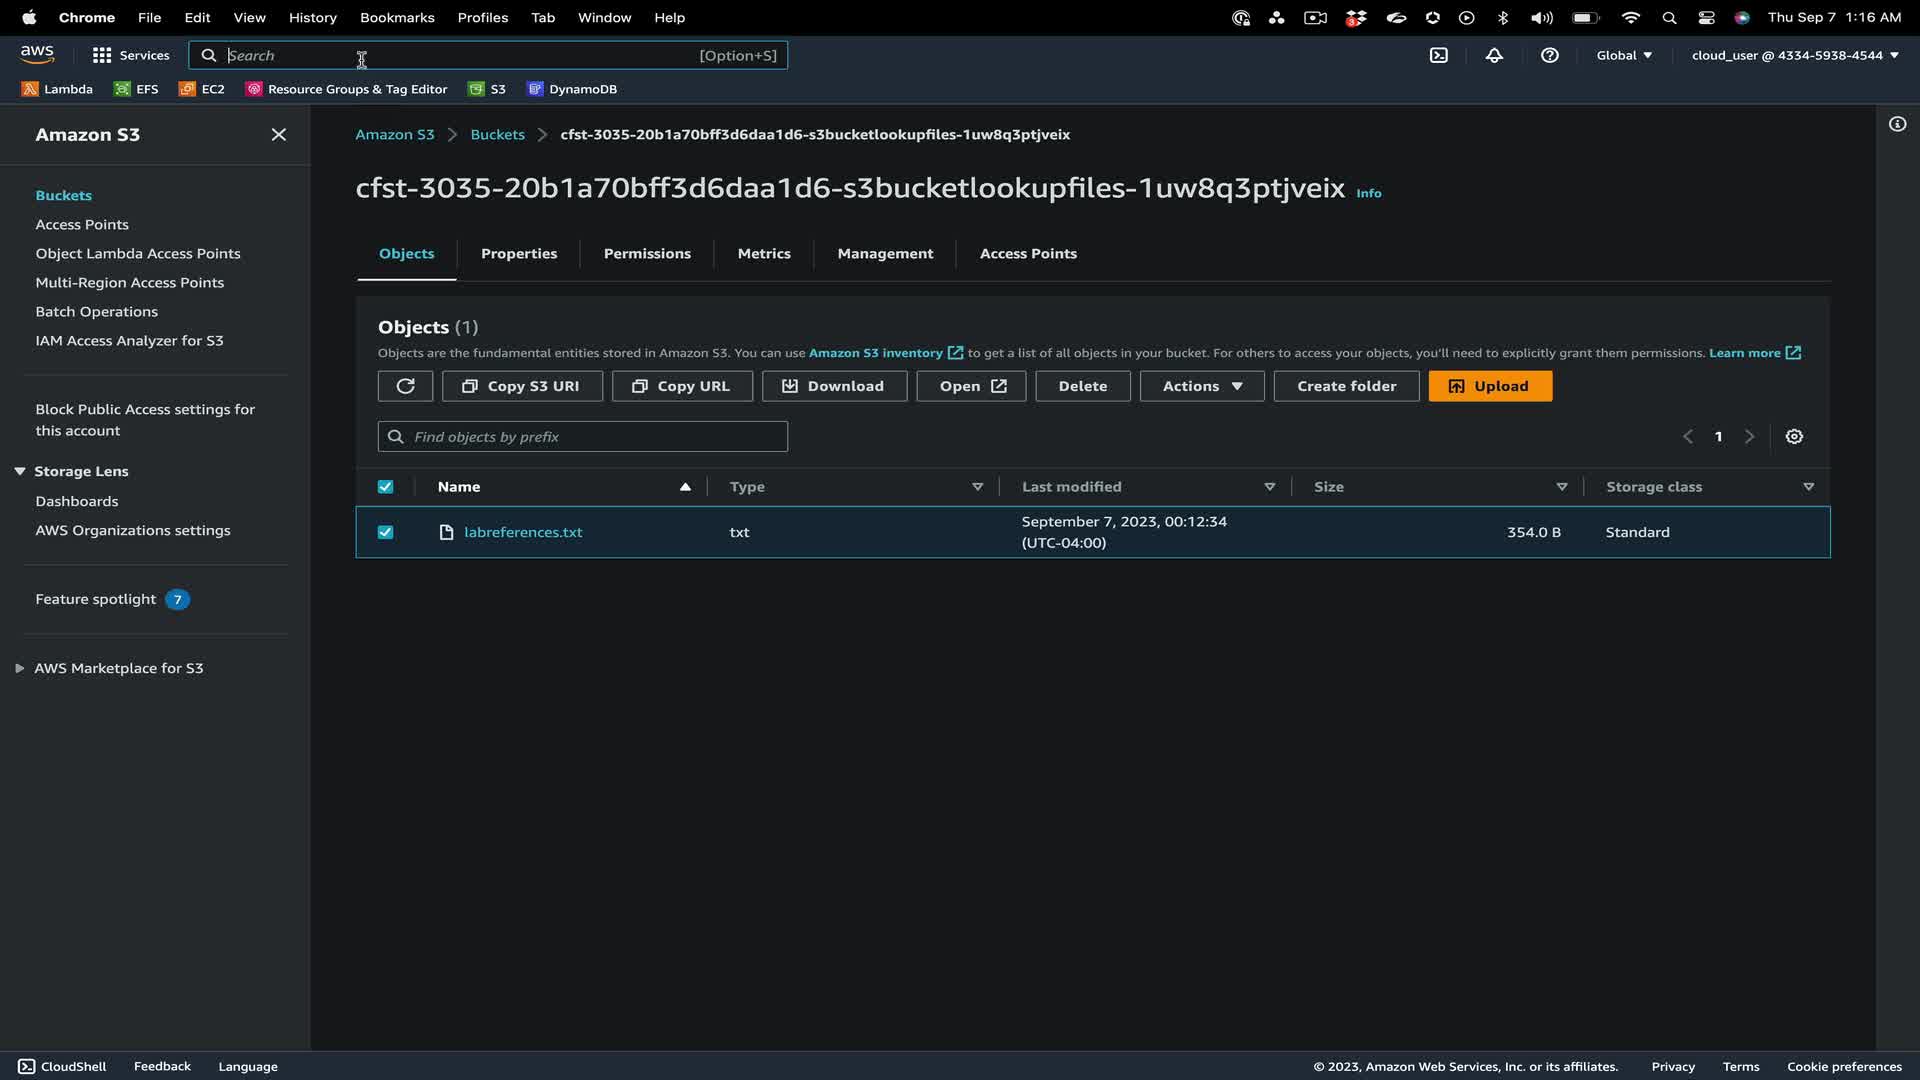 Chrome File Edit View History Bookmarks Profiles Tab Window Help 3 Thu Sep 7 1:16 AM
aws Services Search [Option+S] Global cloud_user @ 4334-5938-4544
Lambda EFS EC2 Resource Groups & Tag Editor S3 DynamoDB
Amazon S3
Buckets
Access Points
Object Lambda Access Points
Multi-Region Access Points
Batch Operations
IAM Access Analyzer for S3
Block Public Access settings for
this account
Storage Lens
Dashboards
AWS Organizations settings
Feature spotlight 7
AWS Marketplace for S3
Amazon S3 > Buckets > cfst-3035-20b1a70bff3d6daa1d6-s3bucketlookupfiles-1uw8q3ptjveix
cfst-3035-20b1a70bff3d6daa1d6-s3bucketlookupfiles-1uw8q3ptjveix Info
Objects Properties Permissions Metrics Management Access Points
Objects (1)
Objects are the fundamental entities stored in Amazon S3. You can use Amazon S3 inventory to get a list of all objects in your bucket. For others to access your objects, you'll need to explicitly grant them permissions. Learn more
Copy S3 URI Copy URL Download Open Delete Actions Create folder Upload
Find objects by prefix 1
Name Type Last modified Size Storage class
labreferences.txt txt September 7, 2023, 00:12:34 354.0 B Standard
(UTC-04:00)
CloudShell Feedback Language © 2023, Amazon Web Services, Inc. or its affiliates. Privacy Terms Cookie preferences